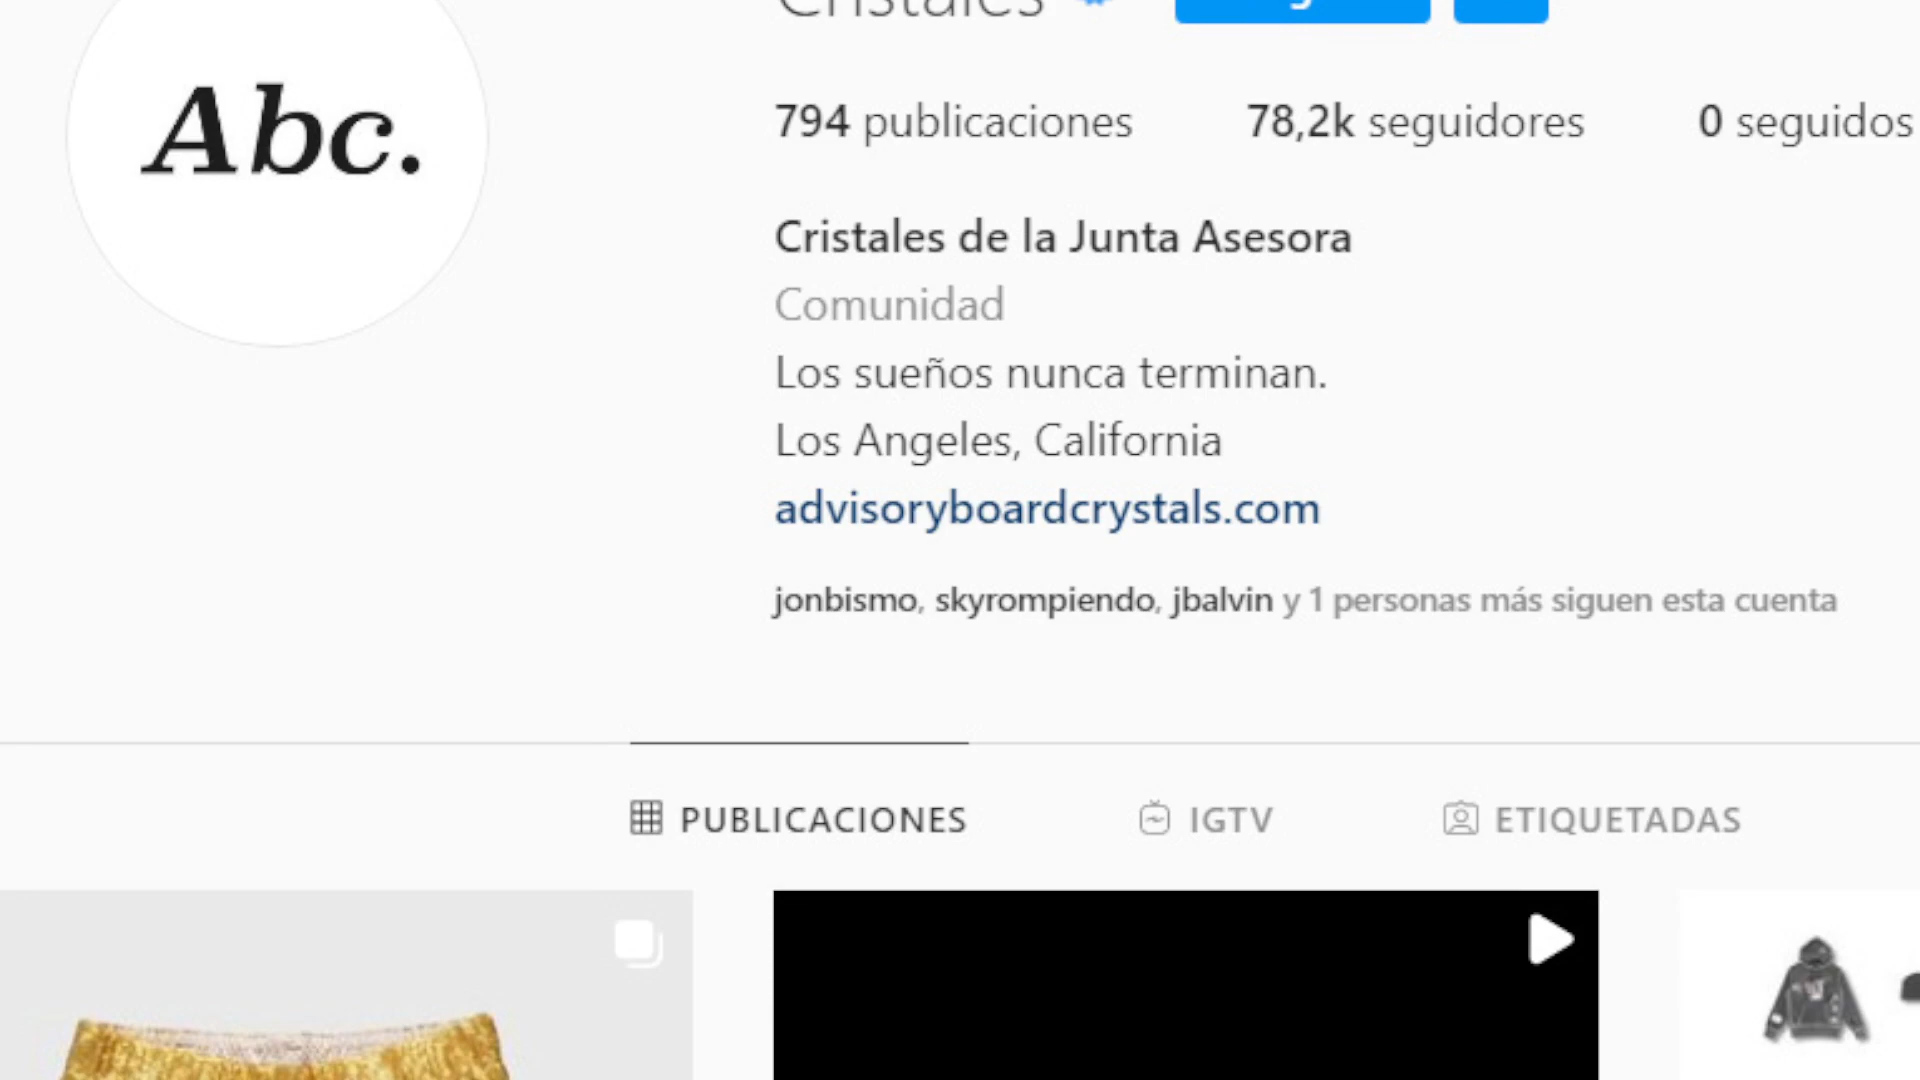 Cristales
Abc.
794 publicaciones 78,2k seguidores 0 seguidos
Cristales de la Junta Asesora
Comunidad
Los sueños nunca terminan.
Los Angeles, California
advisoryboardcrystals.com
jonbismo, skyrompiendo, jbalvin y 1 personas más siguen esta cuenta
PUBLICACIONES IGTV ETIQUETADAS